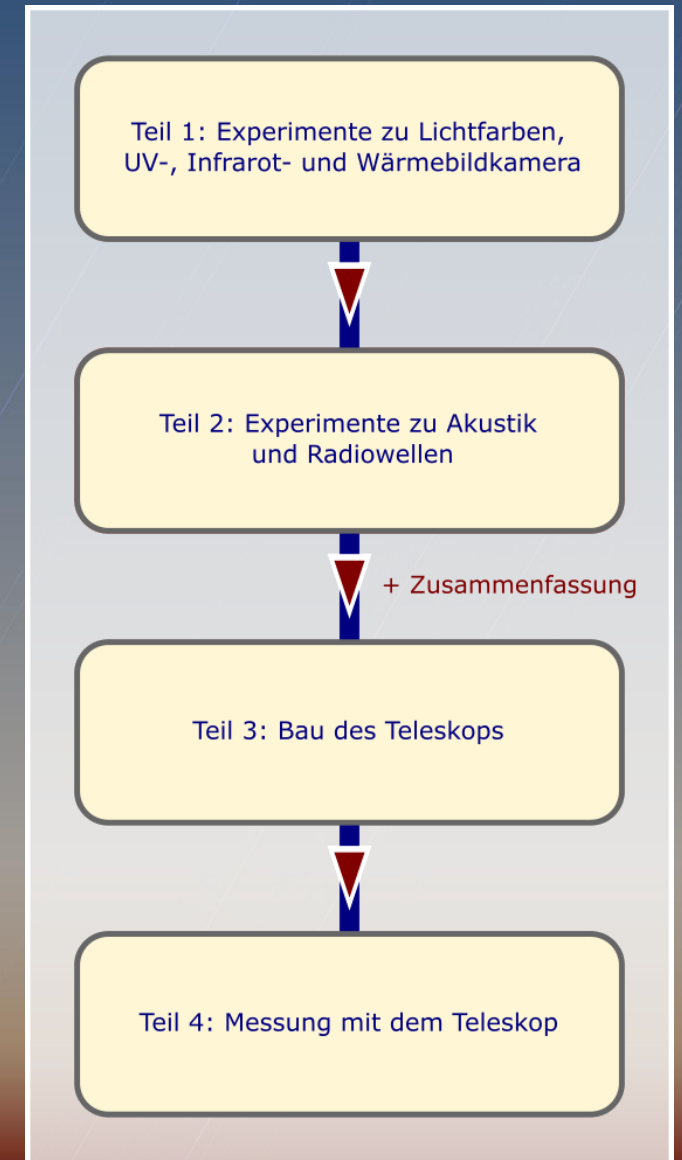 Teil 1: Experimente zu Lichtfarben,
UV-, Infrarot- und Wärmebildkamera
Teil 2: Experimente zu Akustik
und Radiowellen
+ Zusammenfassung
Teil 3: Bau des Teleskops
Teil 4: Messung mit dem Teleskop